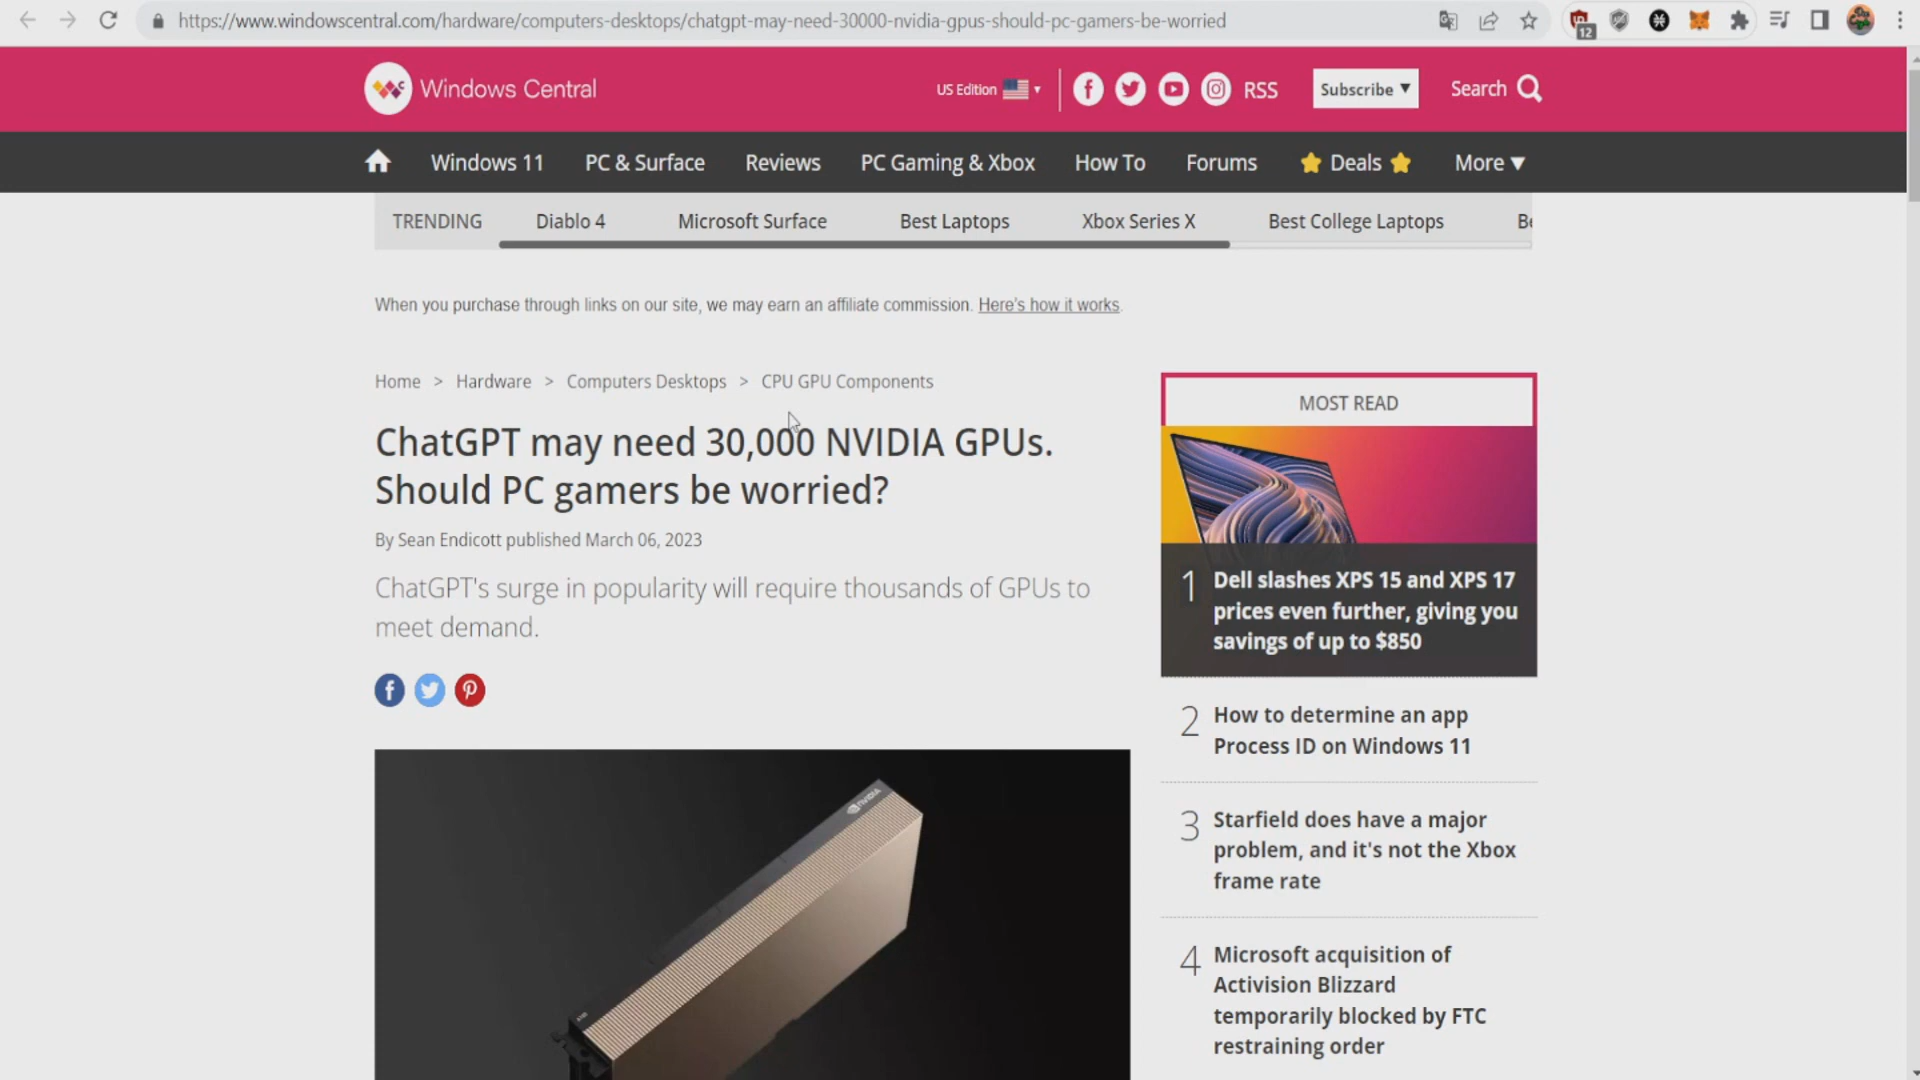 https://www.windowscentral.com/hardware/computers-desktops/chatgpt-may-need-30000-nvidia-gpus-should-pc-gamers-be-worried
12
Windows Central
US Edition
RSS
Subscribe ▼
Search
Windows 11
PC & Surface
Reviews
PC Gaming & Xbox
How To
Forums
Deals
More ▼
TRENDING
Diablo 4
Microsoft Surface
Best Laptops
Xbox Series X
Best College Laptops
Be
When you purchase through links on our site, we may earn an affiliate commission. Here's how it works.
Home > Hardware > Computers Desktops > CPU GPU Components
ChatGPT may need 30,000 NVIDIA GPUs.
Should PC gamers be worried?
By Sean Endicott published March 06, 2023
ChatGPT's surge in popularity will require thousands of GPUs to
meet demand.
NVIDIA
MOST READ
1 Dell slashes XPS 15 and XPS 17
prices even further, giving you
savings of up to $850
2 How to determine an app
Process ID on Windows 11
3 Starfield does have a major
problem, and it's not the Xbox
frame rate
4 Microsoft acquisition of
Activision Blizzard
temporarily blocked by FTC
restraining order